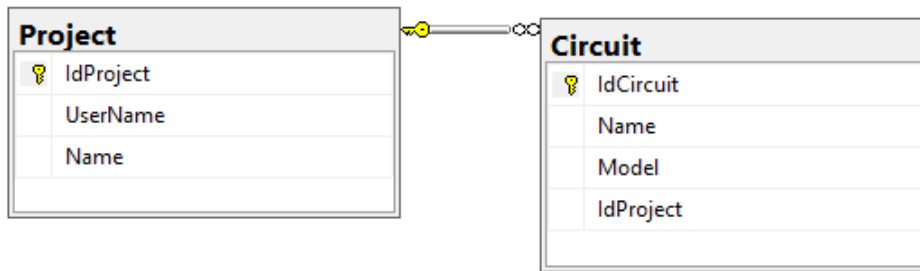 Project
IdProject
UserName
Name
Circuit
IdCircuit
Name
Model
IdProject